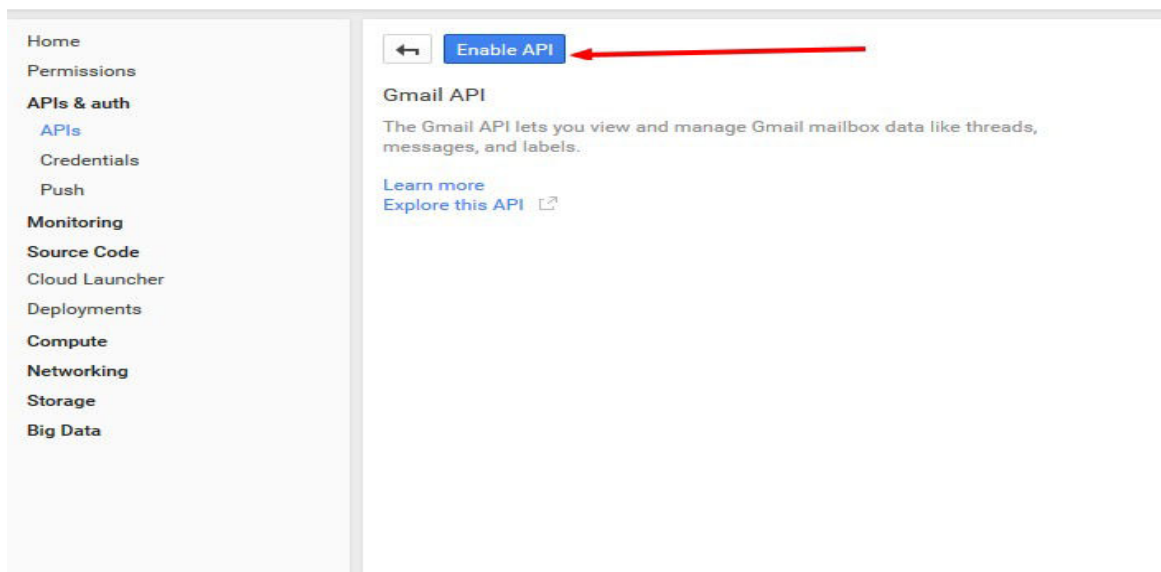 Home
Permissions
APIs & auth
APIs
Credentials
Push
Monitoring
Source Code
Cloud Launcher
Deployments
Compute
Networking
Storage
Big Data
Enable API
Gmail API
The Gmail API lets you view and manage Gmail mailbox data like threads,
messages, and labels.
Learn more
Explore this API